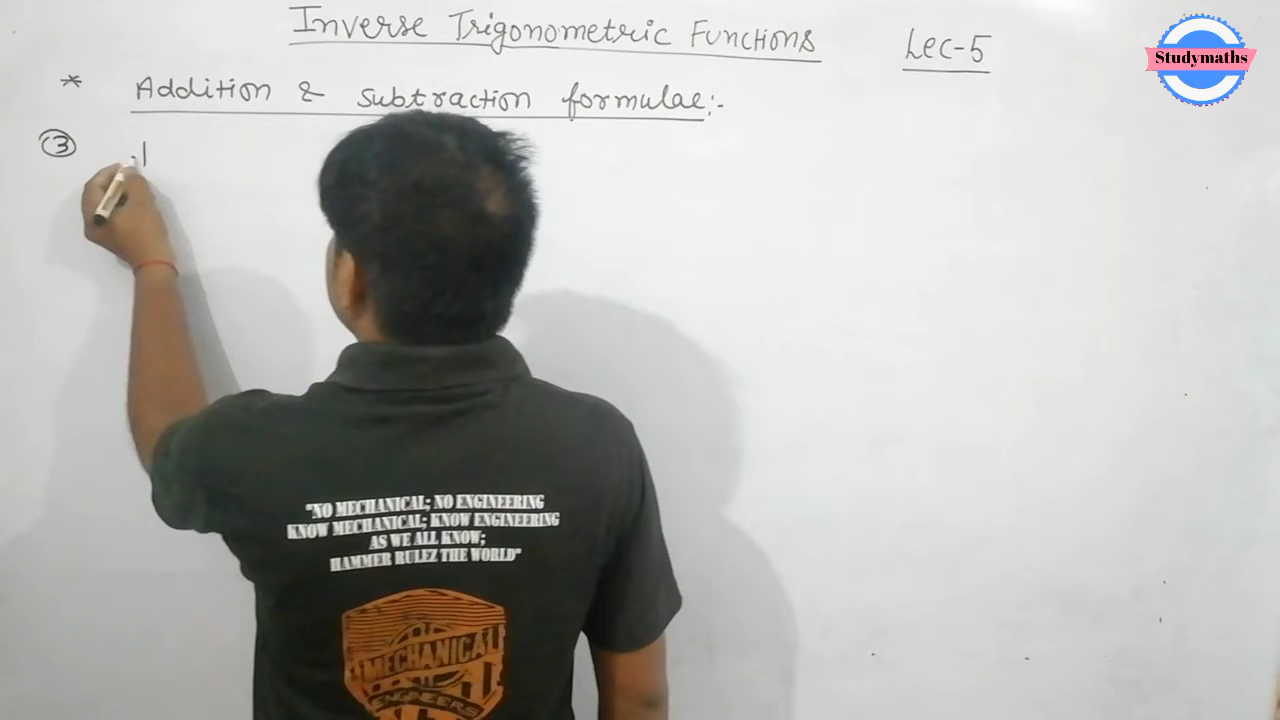 Inverse Trigonometric Functions Lec-5
Studymaths
* Addition & Subtraction formulae:-
③
"NO MECHANICAL; NO ENGINEERING
KNOW MECHANICAL; KNOW ENGINEERING
AS WE ALL KNOW;
HAMMER RULEZ THE WORLD"
MECHANICAL
ENGINEERS